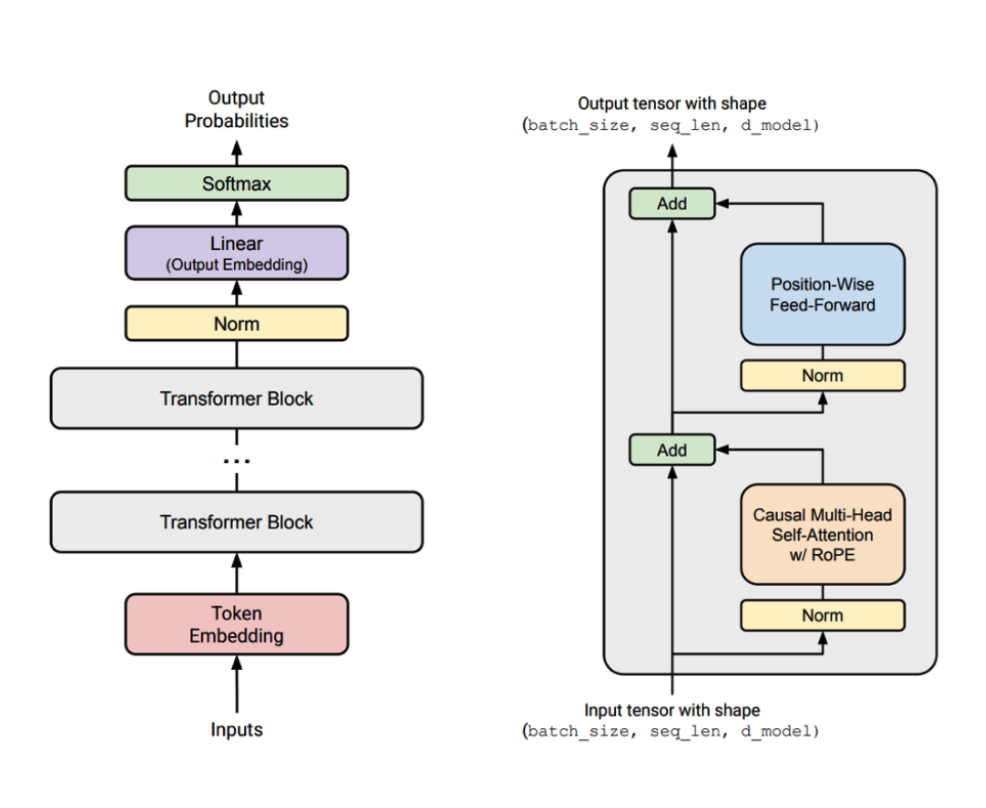 Output
Probabilities
Softmax
Linear
(Output Embedding)
Norm
Transformer Block
...
Transformer Block
Token
Embedding
Inputs
Output tensor with shape
(batch_size, seq_len, d_model)
Add
Position-Wise
Feed-Forward
Norm
Add
Causal Multi-Head
Self-Attention
w/ RoPE
Norm
Input tensor with shape
(batch_size, seq_len, d_model)